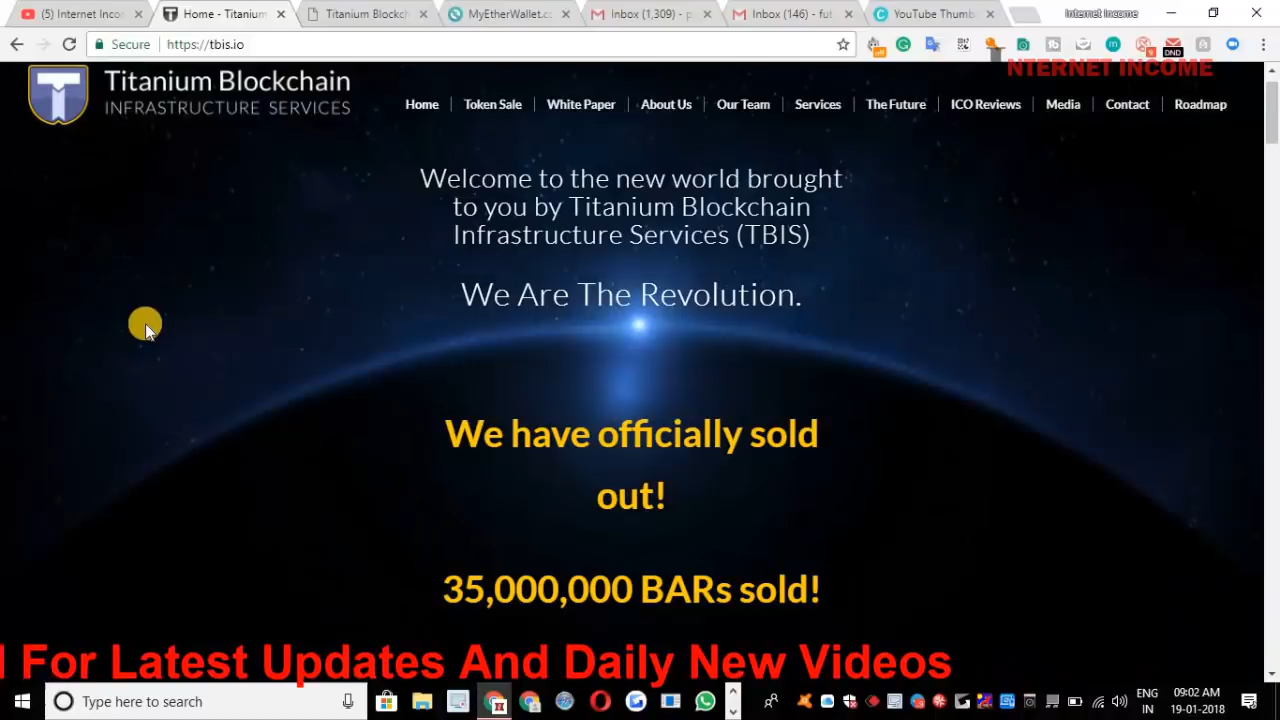 (5) Internet Inco
Home - Titanium
Titanium Blockch
MyEtherWallet.c
Inbox (1,309) - p
Inbox (146) - fut
YouTube Thumb
Internet Income
Secure
https://tbis.io
NTERNET INCOME
Titanium Blockchain
INFRASTRUCTURE SERVICES
Home
Token Sale
White Paper
About Us
Our Team
Services
The Future
ICO Reviews
Media
Contact
Roadmap
Welcome to the new world brought
to you by Titanium Blockchain
Infrastructure Services (TBIS)
We Are The Revolution.
We have officially sold
out!
35,000,000 BARs sold!
For Latest Updates And Daily New Videos
Type here to search
ENG
IN
09:02 AM
19-01-2018